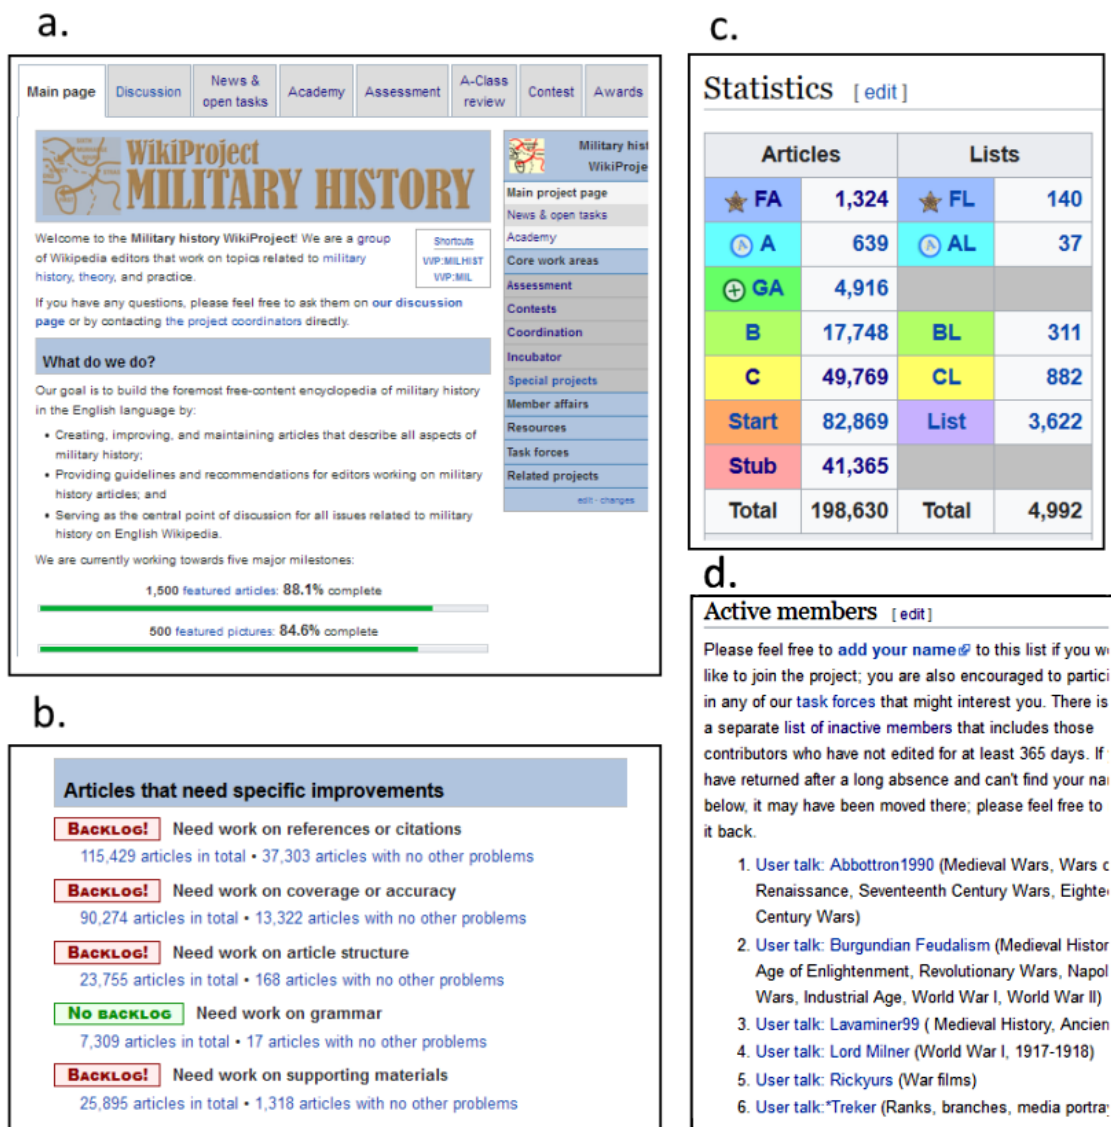 a.
Main page Discussion News & open tasks Academy Assessment A-Class review Contest Awards
WikiProject
MILITARY HISTORY
Welcome to the Military history WikiProject! We are a group
of Wikipedia editors that work on topics related to military
history, theory, and practice.
Shortcuts
WP:MILHIST
WP:MIL
If you have any questions, please feel free to ask them on our discussion
page or by contacting the project coordinators directly.
What do we do?
Our goal is to build the foremost free-content encyclopedia of military history
in the English language by:
• Creating, improving, and maintaining articles that describe all aspects of
military history;
• Providing guidelines and recommendations for editors working on military
history articles; and
• Serving as the central point of discussion for all issues related to military
history on English Wikipedia.
We are currently working towards five major milestones:
1,500 featured articles: 88.1% complete
500 featured pictures: 84.6% complete
Military hist
WikiProje
Main project page
News & open tasks
Academy
Core work areas
Assessment
Contests
Coordination
Incubator
Special projects
Member affairs
Resources
Task forces
Related projects
edit · changes
b.
Articles that need specific improvements
BACKLOG! Need work on references or citations
115,429 articles in total • 37,303 articles with no other problems
BACKLOG! Need work on coverage or accuracy
90,274 articles in total • 13,322 articles with no other problems
BACKLOG! Need work on article structure
23,755 articles in total • 168 articles with no other problems
NO BACKLOG Need work on grammar
7,309 articles in total • 17 articles with no other problems
BACKLOG! Need work on supporting materials
25,895 articles in total • 1,318 articles with no other problems
c.
Statistics [ edit ]
Articles Lists
FA 1,324 FL 140
A 639 AL 37
GA 4,916
B 17,748 BL 311
C 49,769 CL 882
Start 82,869 List 3,622
Stub 41,365
Total 198,630 Total 4,992
d.
Active members [ edit ]
Please feel free to add your name to this list if you w
like to join the project; you are also encouraged to partici
in any of our task forces that might interest you. There is
a separate list of inactive members that includes those
contributors who have not edited for at least 365 days. If
have returned after a long absence and can't find your na
below, it may have been moved there; please feel free to
it back.
1. User talk: Abbottron1990 (Medieval Wars, Wars o
Renaissance, Seventeenth Century Wars, Eighte
Century Wars)
2. User talk: Burgundian Feudalism (Medieval Histor
Age of Enlightenment, Revolutionary Wars, Napol
Wars, Industrial Age, World War I, World War II)
3. User talk: Lavaminer99 ( Medieval History, Ancien
4. User talk: Lord Milner (World War I, 1917-1918)
5. User talk: Rickyurs (War films)
6. User talk:*Treker (Ranks, branches, media portra